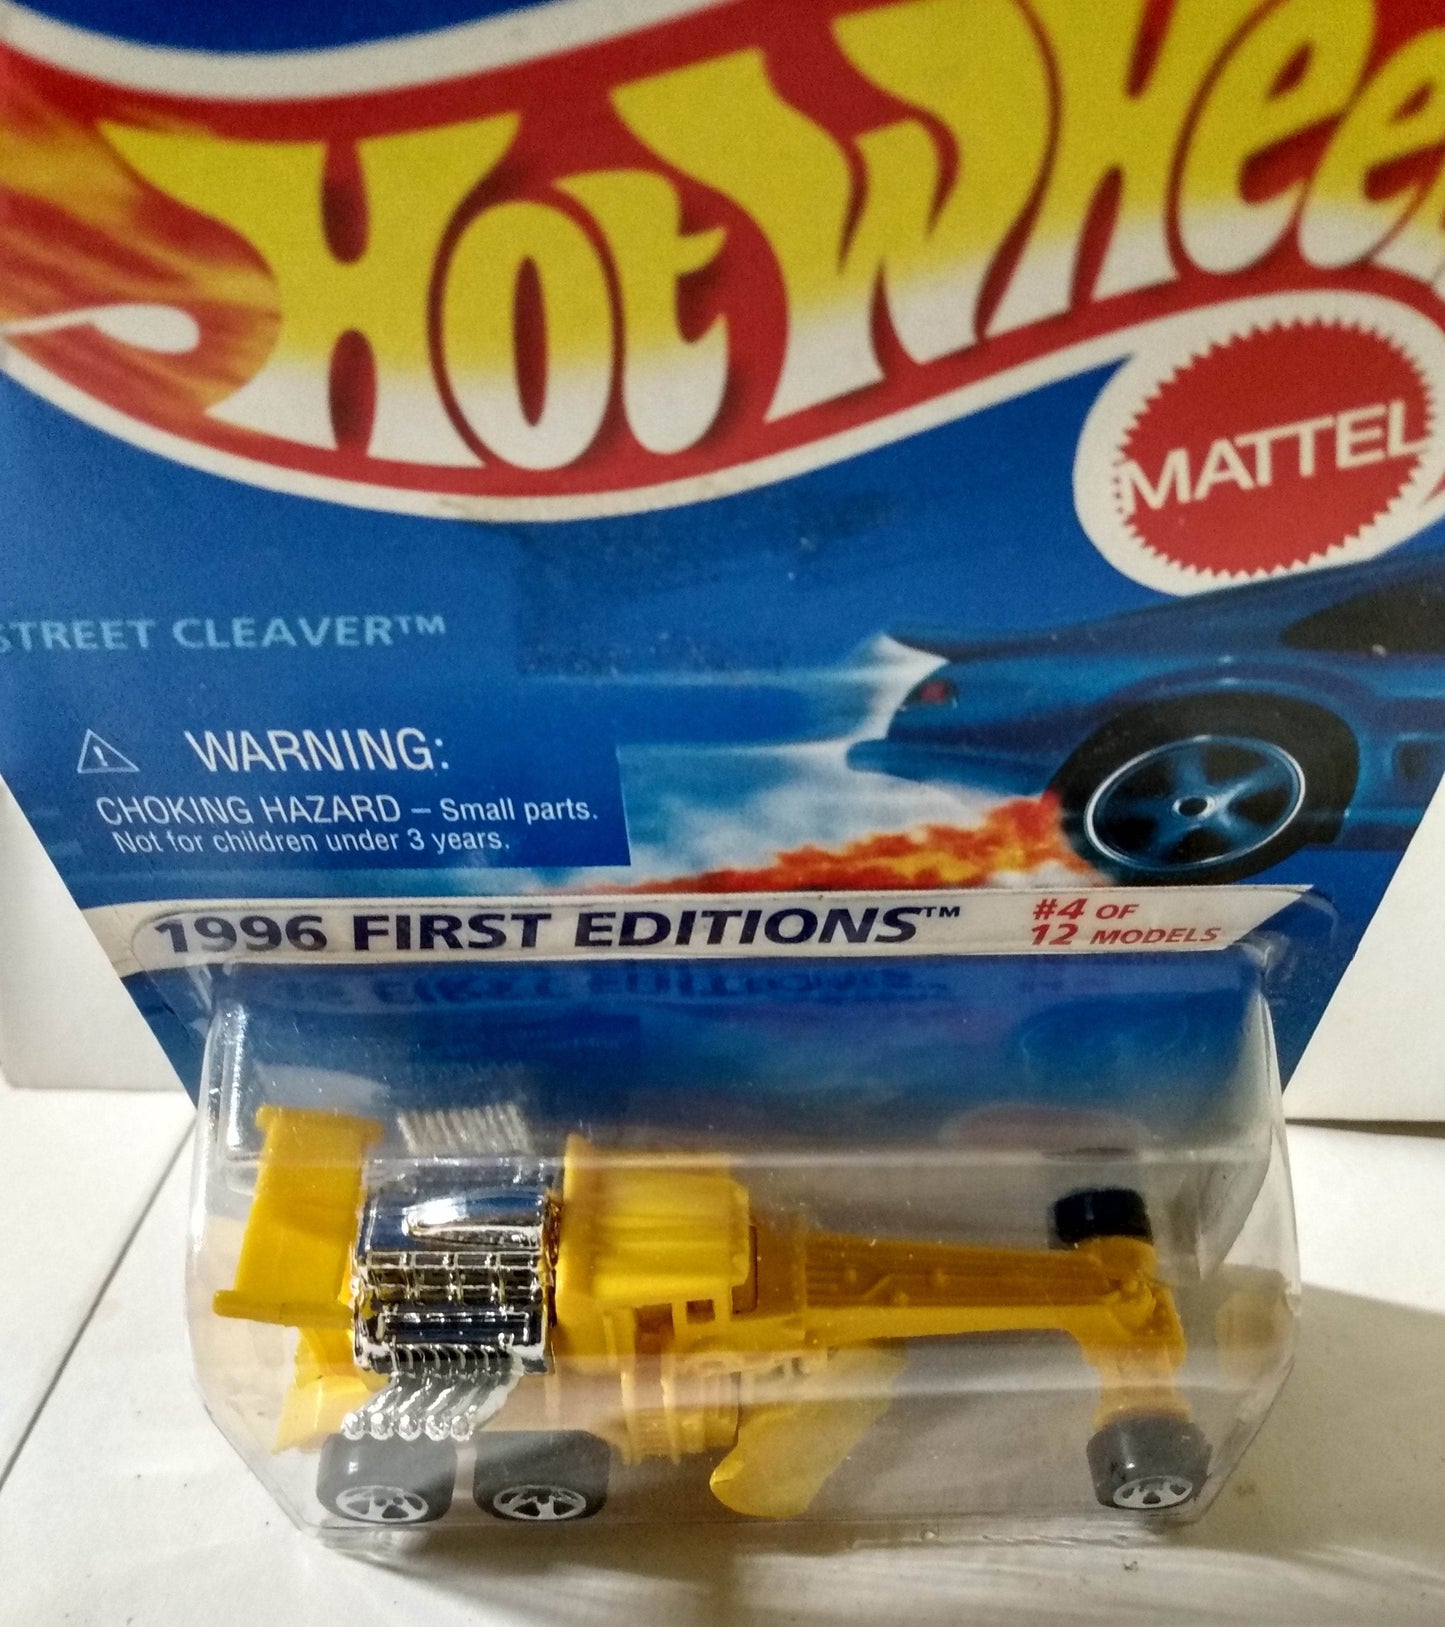 Hot Wheels
MATTEL
STREET CLEAVER™
WARNING:
CHOKING HAZARD – Small parts.
Not for children under 3 years.
1996 FIRST EDITIONS™
#4 OF
12 MODELS